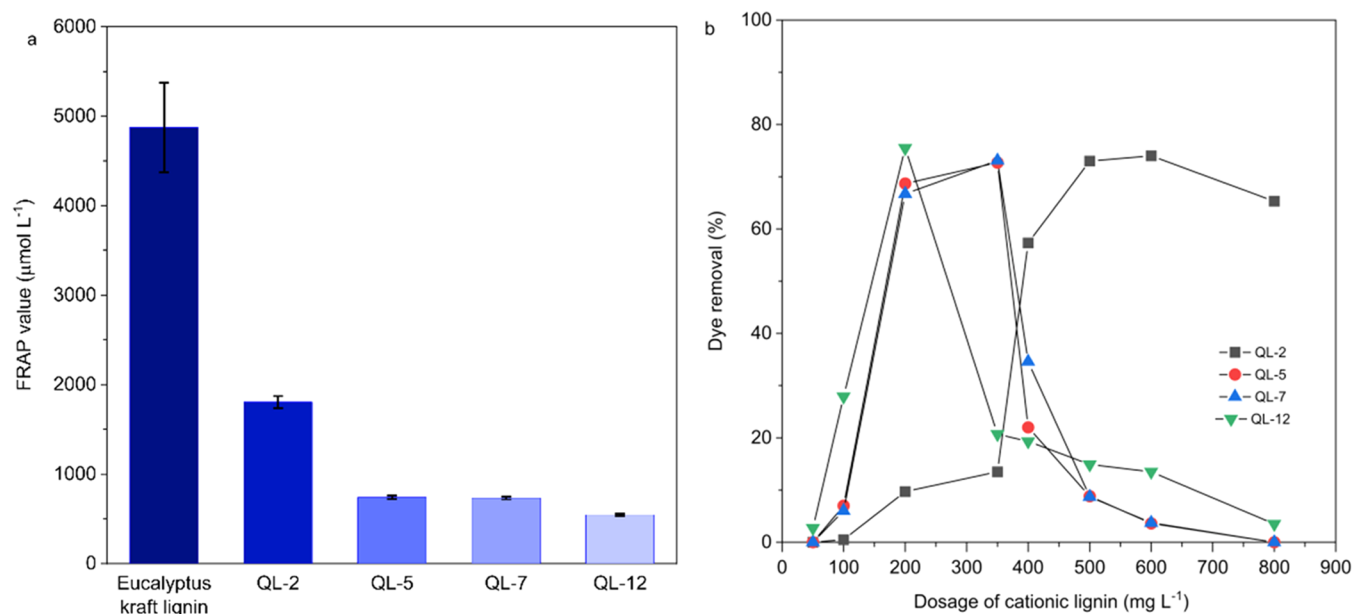 a
6000
5000
4000
3000
2000
1000
0
FRAP value (μmol L⁻¹)
Eucalyptus
kraft lignin
QL-2
QL-5
QL-7
QL-12
b
100
80
60
40
20
0
Dye removal (%)
QL-2
QL-5
QL-7
QL-12
0 100 200 300 400 500 600 700 800 900
Dosage of cationic lignin (mg L⁻¹)